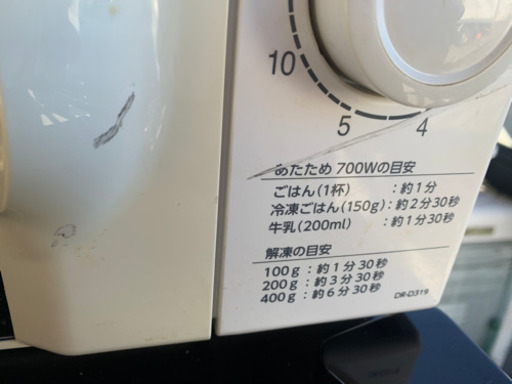 10
5
4
あたため 700Wの目安
ごはん(1杯) :約1分
冷凍ごはん(150g):約2分30秒
牛乳(200ml) :約1分30秒
解凍の目安
100g:約1分30秒
200g:約3分30秒
400g:約6分30秒
DR-D319